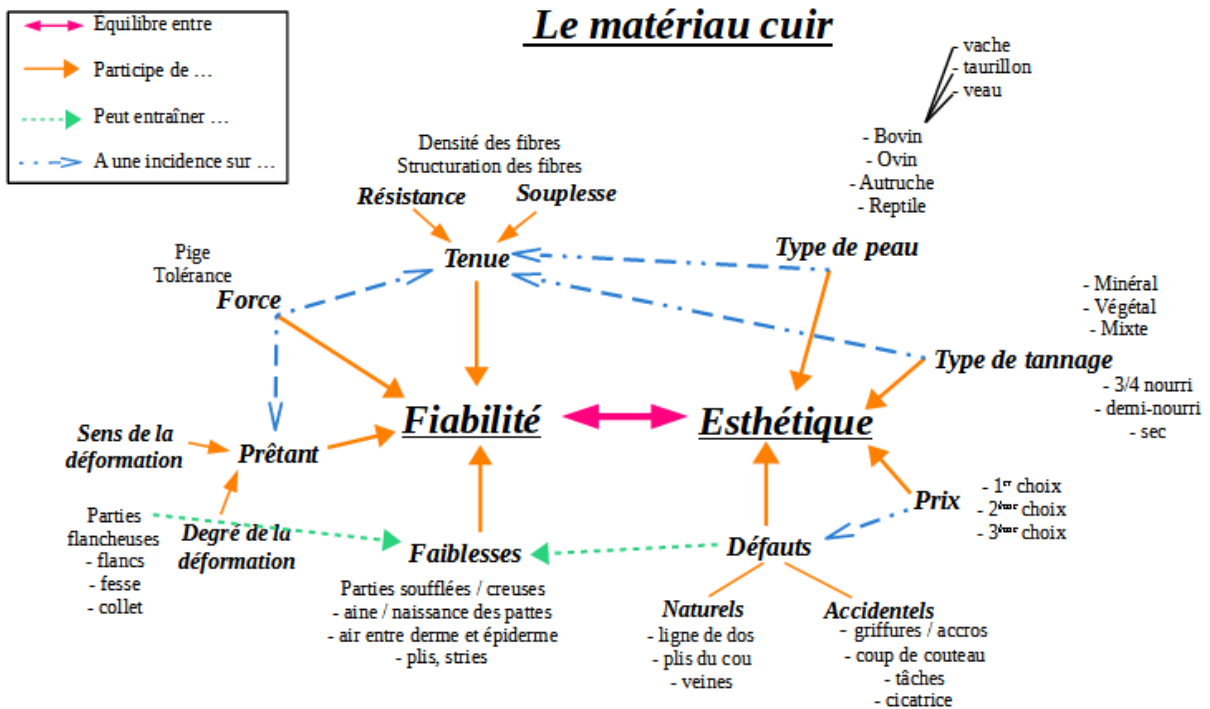 Le matériau cuir
Équilibre entre
Participe de ...
Peut entraîner ...
A une incidence sur ...
- vache
- taurillon
- veau
- Bovin
- Ovin
- Autruche
- Reptile
Type de peau
Densité des fibres
Structuration des fibres
Résistance
Souplesse
Tenue
Pige
Tolérance
Force
- Minéral
- Végétal
- Mixte
Type de tannage
- 3/4 nourri
- demi-nourri
- sec
Fiabilité
Esthétique
Sens de la
déformation
Prêtant
Degré de la
déformation
Parties
flancheuses
- flancs
- fesse
- collet
Faiblesses
Parties soufflées / creuses
- aine / naissance des pattes
- air entre derme et épiderme
- plis, stries
Prix
- 1er choix
- 2ème choix
- 3ème choix
Défauts
Naturels
- ligne de dos
- plis du cou
- veines
Accidentels
- griffures / accros
- coup de couteau
- tâches
- cicatrice